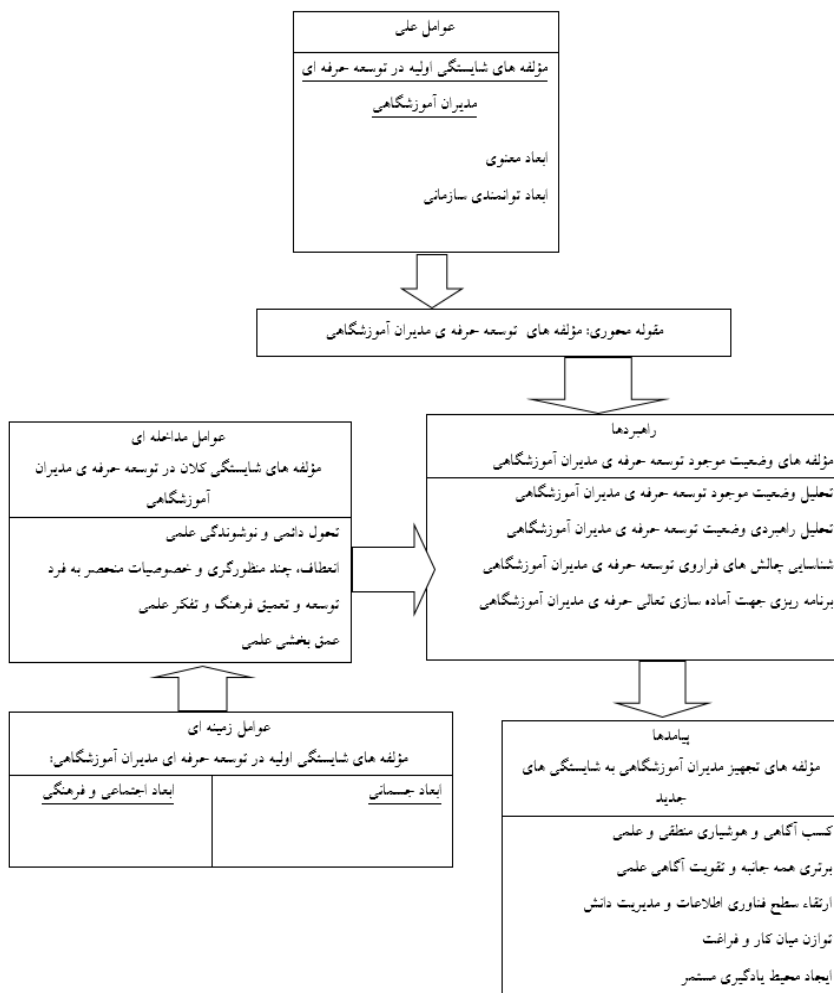 عوامل علی
مؤلفه های شایستگی اولیه در توسعه حرفه ای
مدیران آموزشگاهی
ابعاد معنوی
ابعاد توانمندی سازمانی
مقوله محوری: مؤلفه های توسعه حرفه ی مدیران آموزشگاهی
راهبردها
مؤلفه های وضعیت موجود توسعه حرفه ی مدیران آموزشگاهی
تحلیل وضعیت موجود توسعه حرفه ی مدیران آموزشگاهی
تحلیل راهبردی وضعیت توسعه حرفه ی مدیران آموزشگاهی
شناسایی چالش های فراروی توسعه حرفه ی مدیران آموزشگاهی
برنامه ریزی جهت آماده سازی تعالی حرفه ی مدیران آموزشگاهی
عوامل مداخله ای
مؤلفه های شایستگی کلان در توسعه حرفه ی مدیران
آموزشگاهی
تحول دائمی و نوشوندگی علمی
انعطاف، چند منظورگری و خصوصیات منحصر به فرد
توسعه و تعمیق فرهنگ و تفکر علمی
عمق بخشی علمی
عوامل زمینه ای
مؤلفه های شایستگی اولیه در توسعه حرفه ای مدیران آموزشگاهی:
ابعاد جسمانی
ابعاد اجتماعی و فرهنگی
پیامدها
مؤلفه های تجهیز مدیران آموزشگاهی به شایستگی های
جدید
کسب آگاهی و هوشیاری منطقی و علمی
برتری همه جانبه و تقویت آگاهی علمی
ارتقاء سطح فناوری اطلاعات و مدیریت دانش
توازن میان کار و فراغت
ایجاد محیط یادگیری مستمر